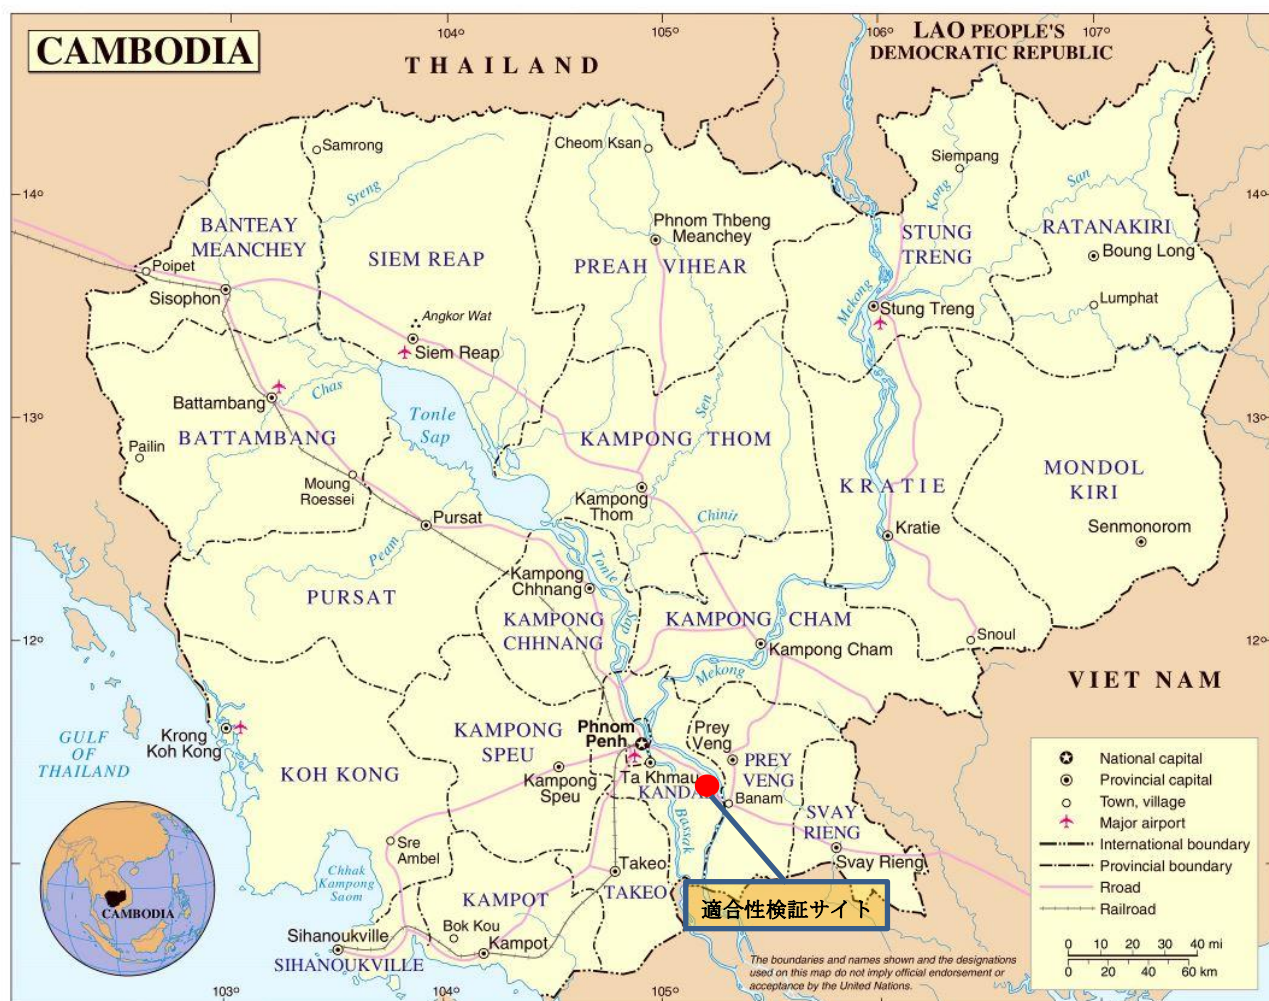 CAMBODIA
104°
105°
106°
107°
THAILAND
LAO PEOPLE'S
DEMOCRATIC REPUBLIC
Samrong
Cheom Ksan
Siempang
14°
14°
Sreng
Kong
San
BANTEAY
MEANCHEY
SIEM REAP
Phnom Thbeng
Meanchey
PREAH VIHEAR
STUNG
TRENG
RATANAKIRI
Boung Long
Poipet
Sisophon
Mekong
Stung Treng
Lumphat
Angkor Wat
Siem Reap
Chas
Battambang
Tonle
Sap
Sen
13°
13°
Pailin
BATTAMBANG
KAMPONG THOM
MONDOL
KIRI
Moung
Roessei
KRATIE
Kampong
Thom
Pursat
Chinit
Kratie
Senmonorom
Peam
Kampong
Chhnang
Tonle
Sap
PURSAT
KAMPONG
CHHNANG
KAMPONG CHAM
12°
12°
Snoul
Kampong Cham
Mekong
VIET NAM
GULF
OF
THAILAND
Krong
Koh Kong
KAMPONG
SPEU
Phnom
Penh
Prey
Veng
KOH KONG
Kampong
Speu
Ta Khmau
KANDA
PREY
VENG
Banam
SVAY
RIENG
Bassak
Sre
Ambel
Svay Rieng
Takeo
Chhak
Kampong
Saom
KAMPOT
TAKEO
適合性検証サイト
CAMBODIA
Sihanoukville
Bok Kou
Kampot
SIHANOUKVILLE
103°
104°
105°
National capital
Provincial capital
Town, village
Major airport
International boundary
Provincial boundary
Rroad
Railroad
0 10 20 30 40 mi
0 20 40 60 km
The boundaries and names shown and the designations
used on this map do not imply official endorsement or
acceptance by the United Nations.